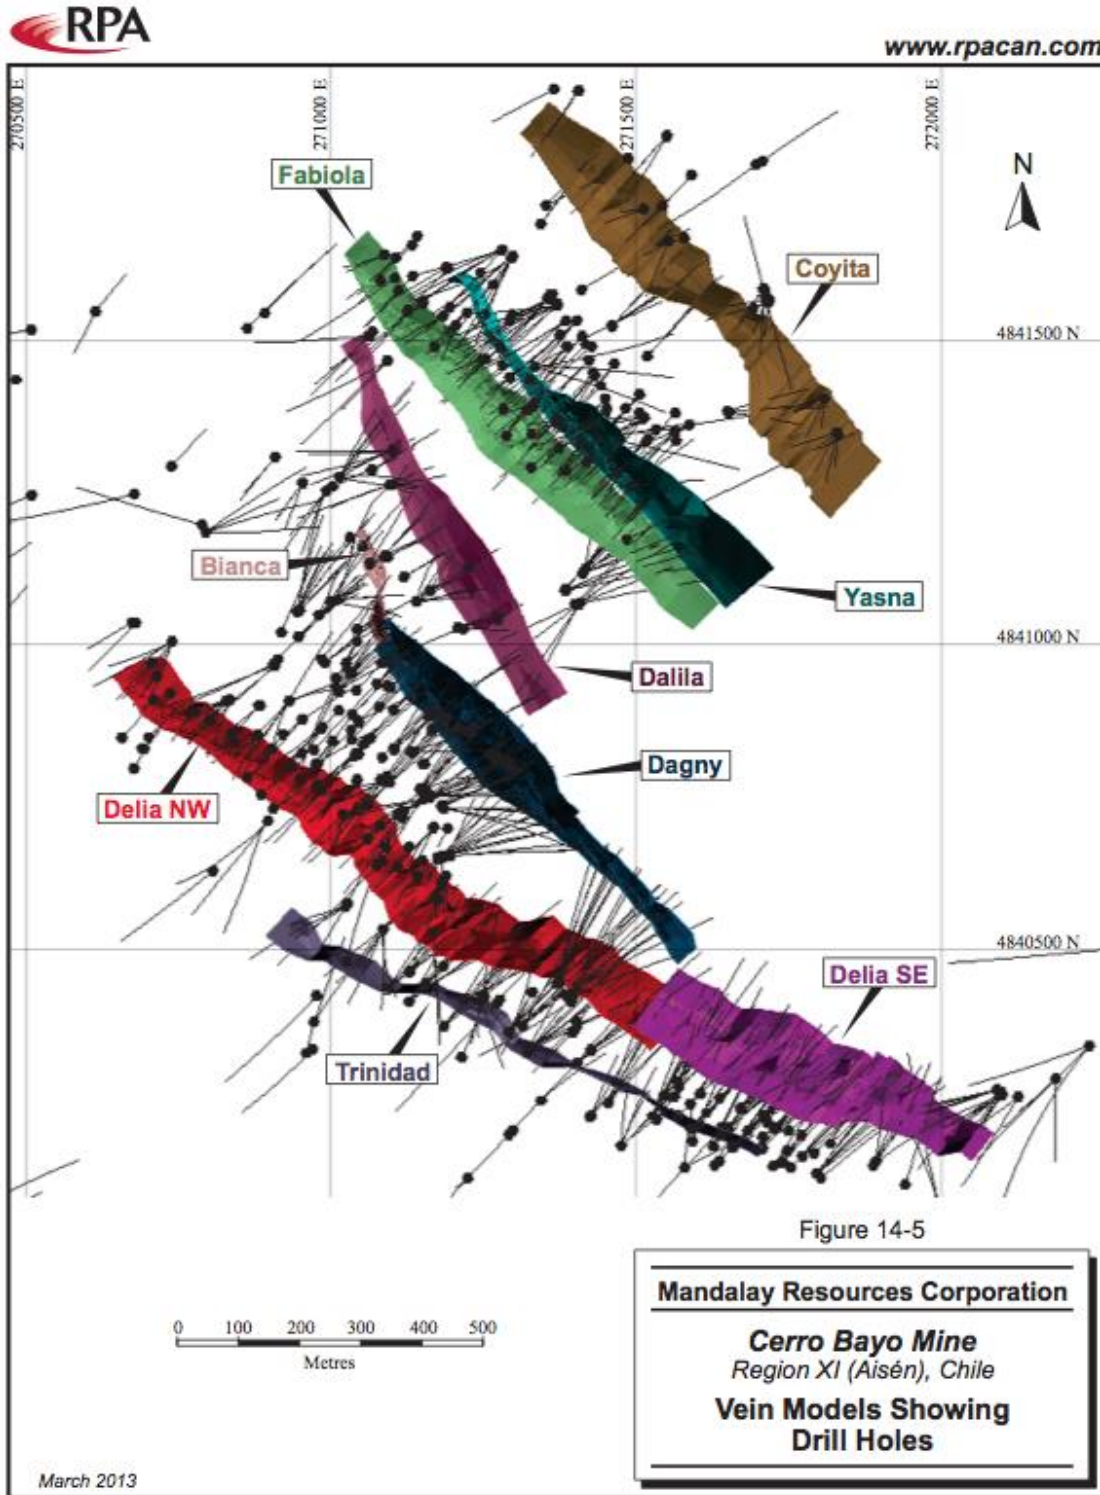 RPA
www.rpacan.com
270500 E
271000 E
271500 E
272000 E
N
Fabiola
Coyita
4841500 N
Bianca
Yasna
4841000 N
Dalila
Dagny
Delia NW
4840500 N
Delia SE
Trinidad
Figure 14-5
Mandalay Resources Corporation
Cerro Bayo Mine
Region XI (Aisén), Chile
Vein Models Showing
Drill Holes
0 100 200 300 400 500
Metres
March 2013